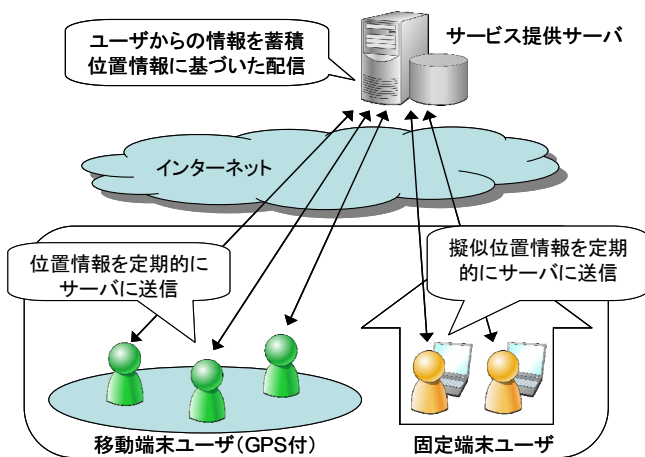 ユーザからの情報を蓄積
位置情報に基づいた配信
サービス提供サーバ
インターネット
位置情報を定期的に
サーバに送信
擬似位置情報を定期
的にサーバに送信
移動端末ユーザ(GPS付)
固定端末ユーザ